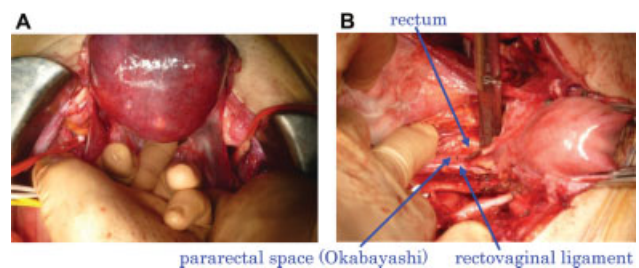 A
B
rectum
pararectal space (Okabayashi)
rectovaginal ligament